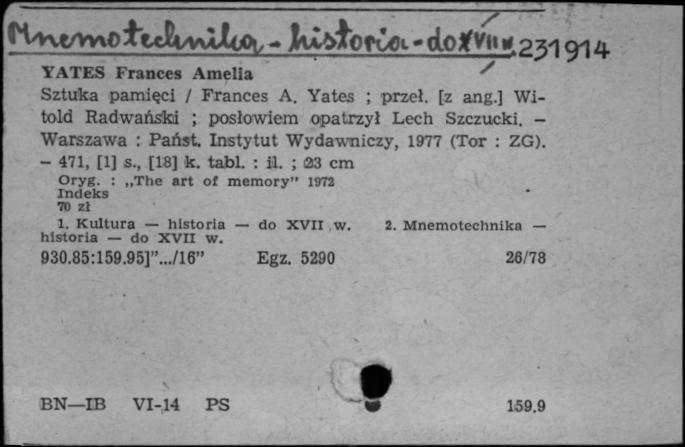 Mnemotechnika - historia - do XVII w. 231914
YATES Frances Amelia
Sztuka pamięci / Frances A. Yates ; przeł. [z ang.] Wi-
told Radwański ; posłowiem opatrzył Lech Szczucki. —
Warszawa : Państ. Instytut Wydawniczy, 1977 (Tor : ZG).
— 471, [1] s., [18] k. tabl. : il. ; 23 cm
Oryg. : „The art of memory” 1972
Indeks
70 zł
1. Kultura — historia — do XVII w. 2. Mnemotechnika —
historia — do XVII w.
930.85:159.95]”.../16” Egz. 5290 26/78
BN—IB VI-14 PS 159.9